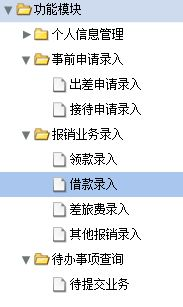 功能模块
个人信息管理
事前申请录入
出差申请录入
接待申请录入
报销业务录入
领款录入
借款录入
差旅费录入
其他报销录入
待办事项查询
待提交业务